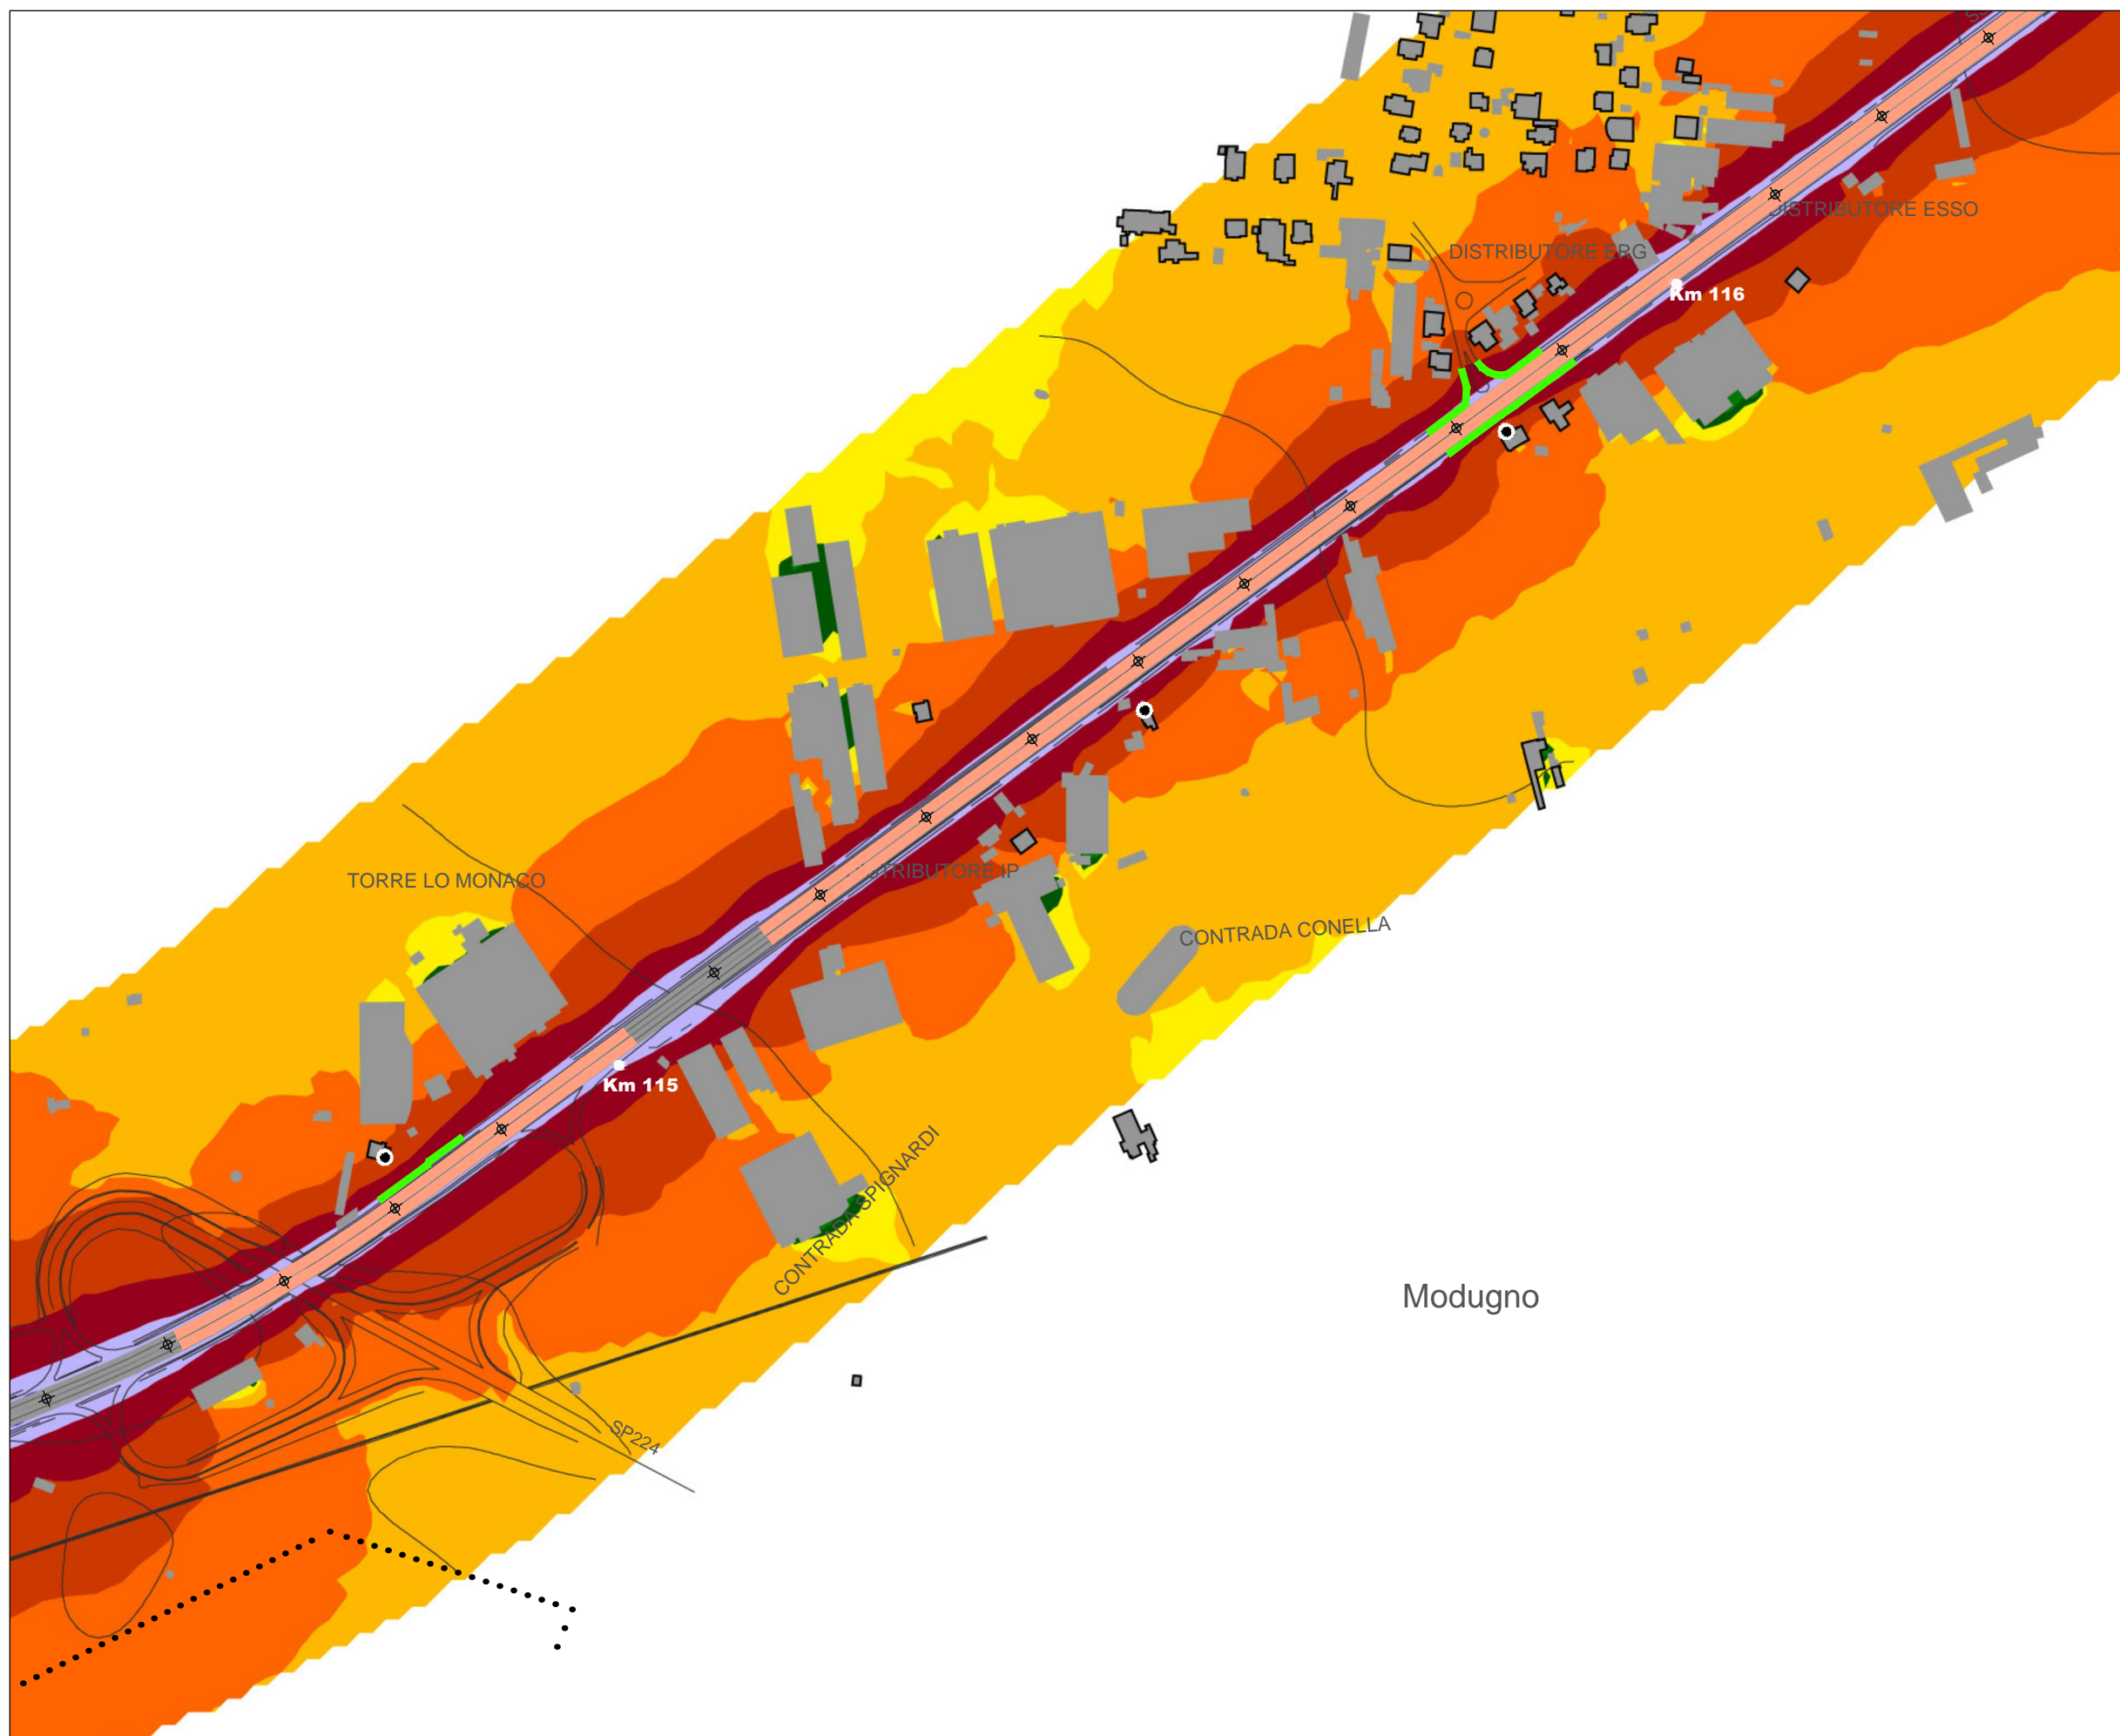 DISTRIBUTORE ESSO
DISTRIBUTORE ERG
Km 116
DISTRIBUTORE IP
TORRE LO MONACO
CONTRADA CONELLA
Km 115
CONTRADA SPIGNARDI
Modugno
SP224